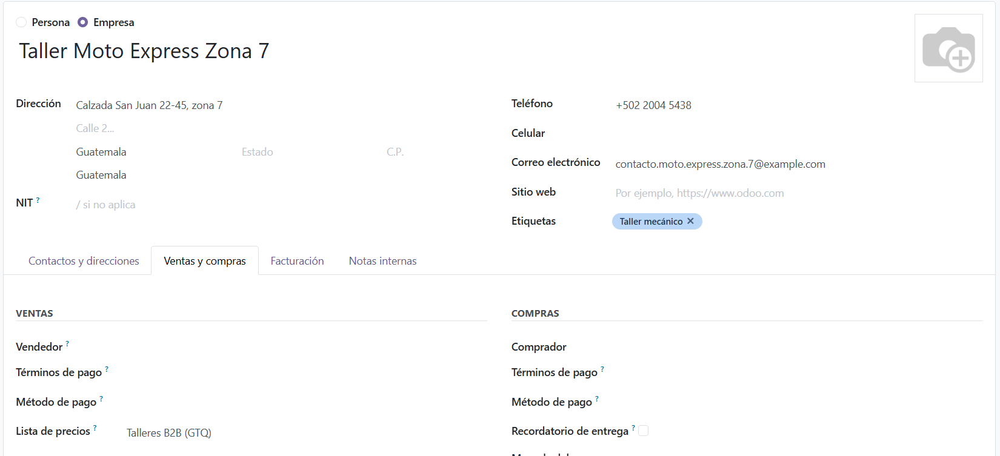 Persona Empresa
Taller Moto Express Zona 7
Dirección Calzada San Juan 22-45, zona 7
Calle 2...
Guatemala Estado C.P.
Guatemala
NIT ? / si no aplica
Teléfono +502 2004 5438
Celular
Correo electrónico contacto.moto.express.zona.7@example.com
Sitio web Por ejemplo, https://www.odoo.com
Etiquetas Taller mecánico ✕
Contactos y direcciones Ventas y compras Facturación Notas internas
VENTAS
Vendedor ?
Términos de pago ?
Método de pago ?
Lista de precios ? Talleres B2B (GTQ)
COMPRAS
Comprador
Términos de pago ?
Método de pago ?
Recordatorio de entrega ?